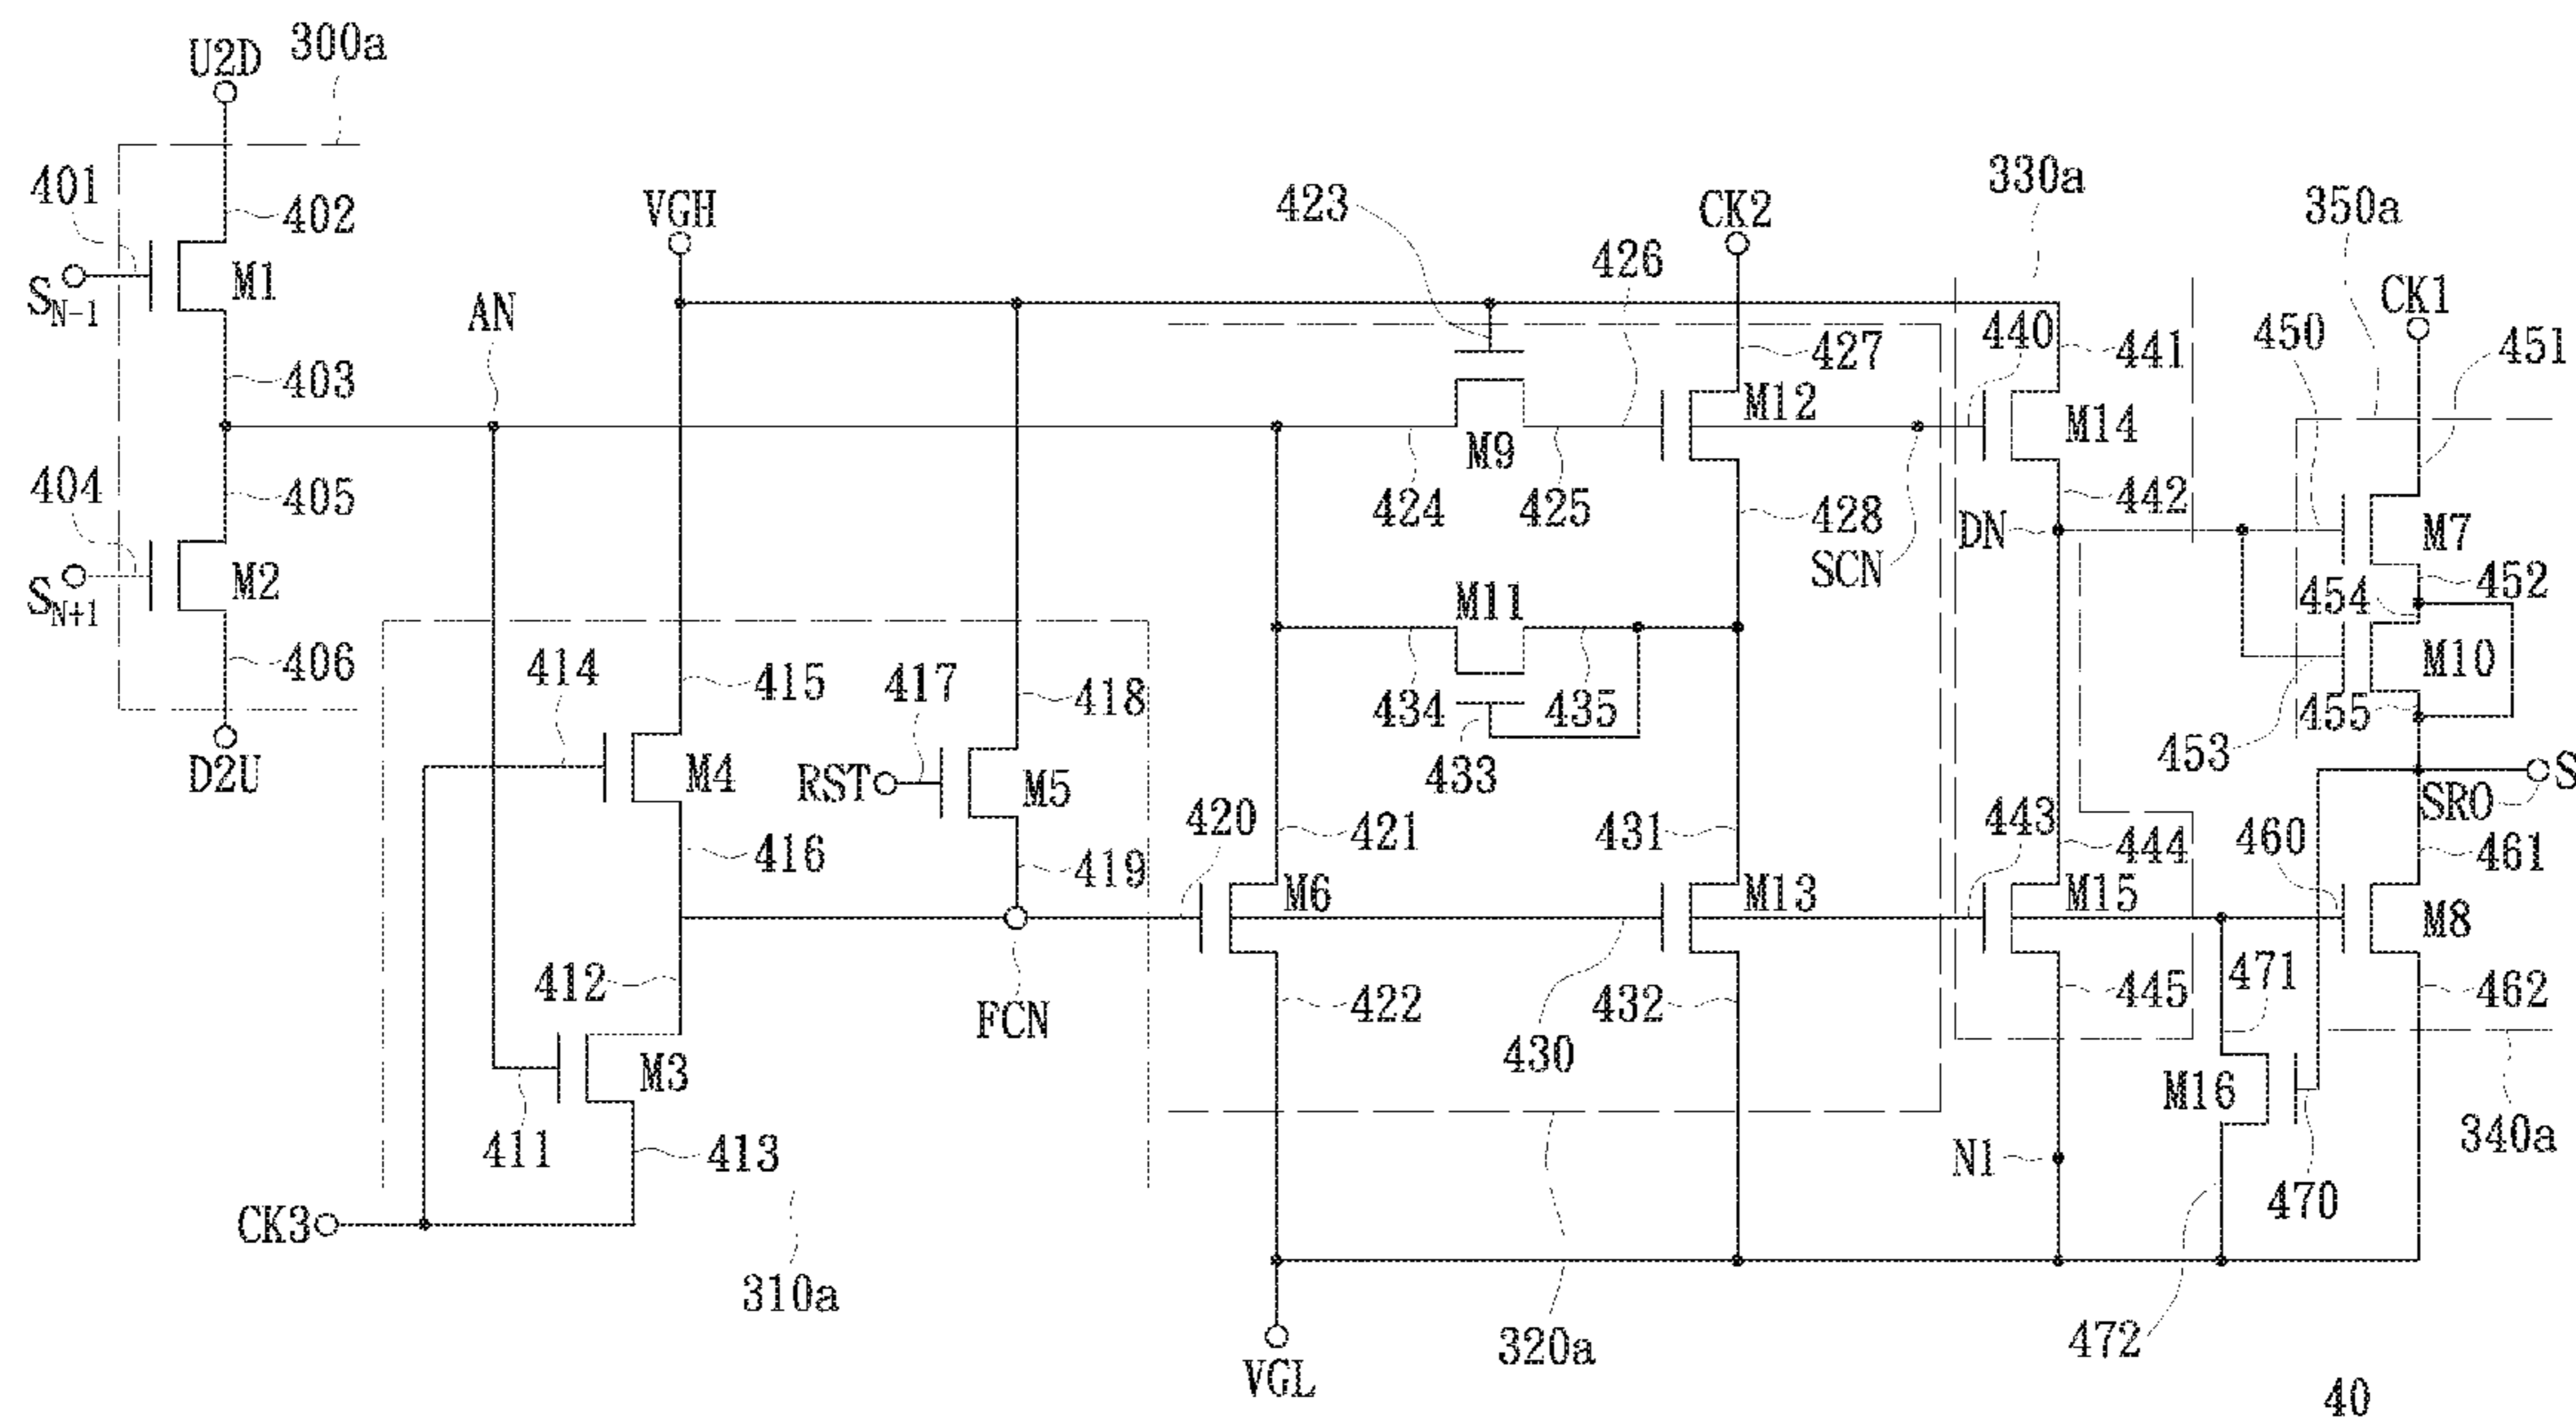 U2D 300a
401 402
S_{N-1} M1
AN VGH 423 CK2 330a 350a
426 CK1
403 427 440 441 450 451
M9 M12 M14
404 405 424 425 428 442 DN M7
SCN 454 452
S_{N+1} M2 M11
406 414 415 417 418 434 435 M10
433 453 455
D2U M4 RST M5 S
SRO
416 419 420 421 431 443 444 460 461
M6 M13 M15 M8
412 FCN 422 430 432 445 471 462
M3 M16 340a
411 413 N1 470
CK3
310a 320a 472
VGL 40